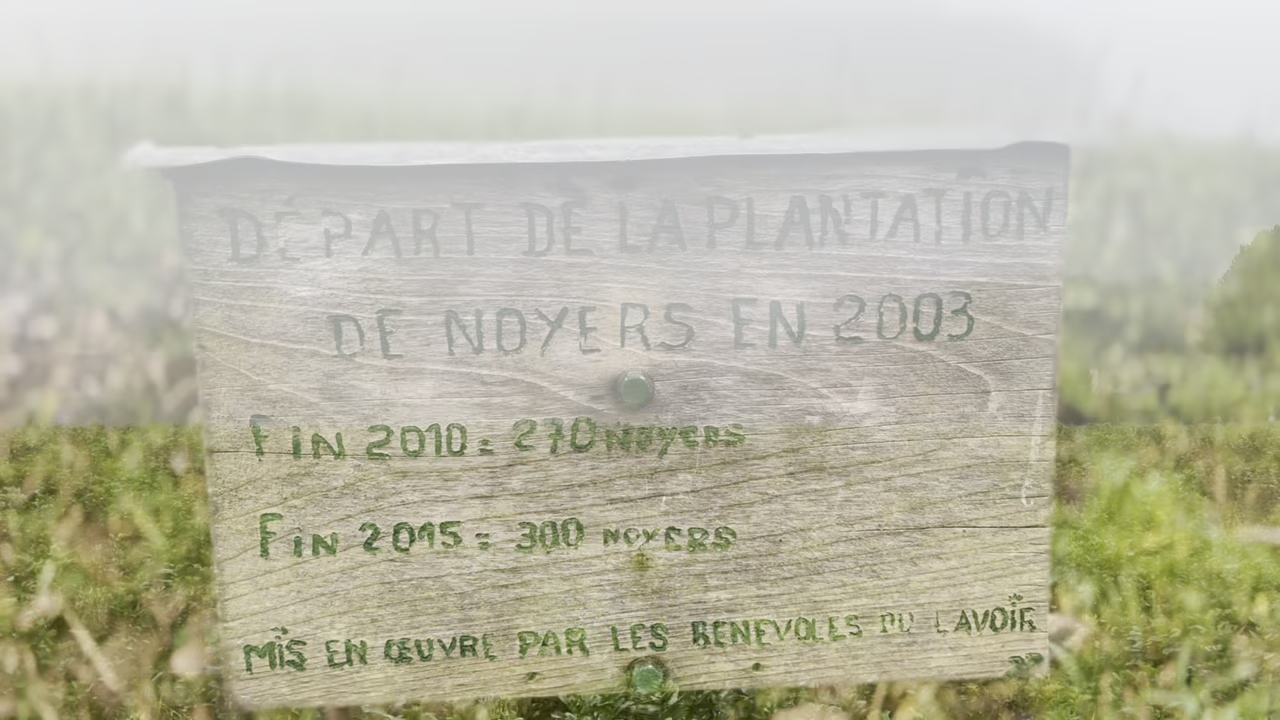 DÉPART DE LA PLANTATION
DE NOYERS EN 2003
FIN 2010 = 270 NOYERS
FIN 2015 = 300 NOYERS
MIS EN ŒUVRE PAR LES BENEVOLES DU LAVOIR